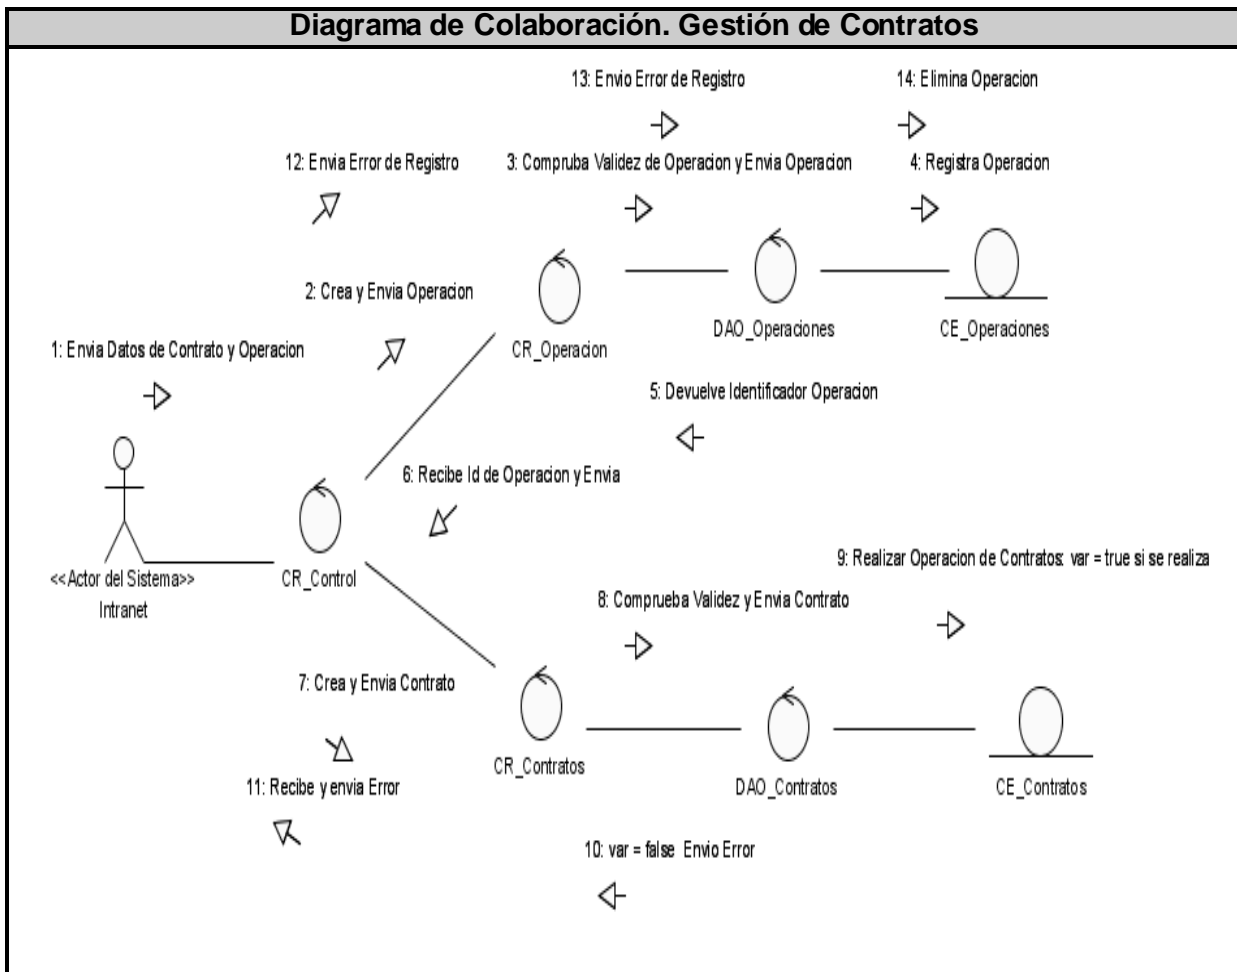 Diagrama de Colaboración. Gestión de Contratos
13: Envio Error de Registro
14: Elimina Operacion
12: Envia Error de Registro
3: Compruba Validez de Operacion y Envia Operacion
4: Registra Operacion
2: Crea y Envia Operacion
DAO_Operaciones
CE_Operaciones
CR_Operacion
1: Envia Datos de Contrato y Operacion
5: Devuelve Identificador Operacion
6: Recibe Id de Operacion y Envia
<<Actor del Sistema>>
Intranet
CR_Control
9: Realizar Operacion de Contratos: var = true si se realiza
8: Comprueba Validez y Envia Contrato
7: Crea y Envia Contrato
CR_Contratos
DAO_Contratos
CE_Contratos
11: Recibe y envia Error
10: var = false Envio Error